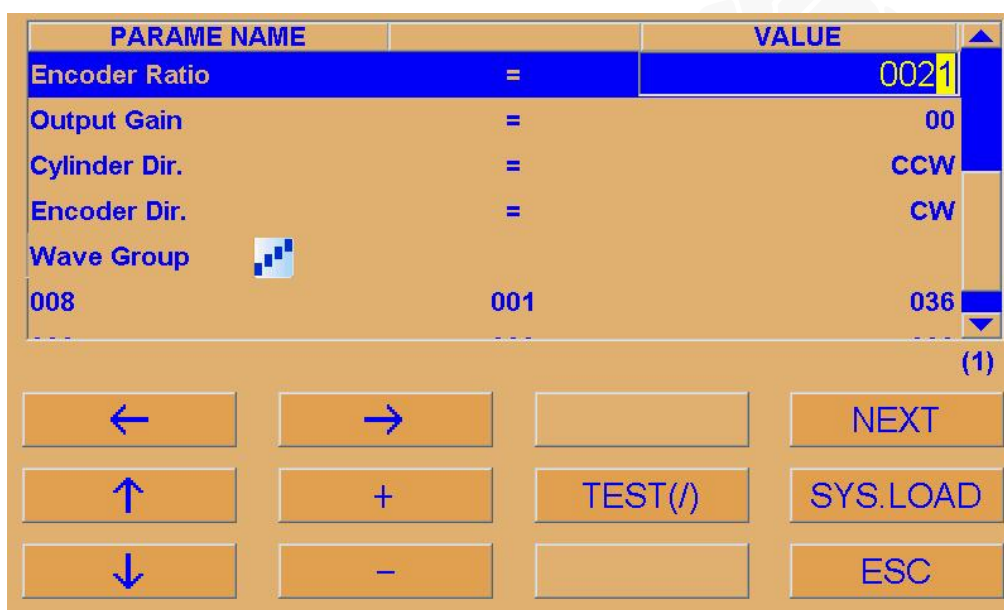 PARAME NAME VALUE
Encoder Ratio = 0021
Output Gain = 00
Cylinder Dir. = CCW
Encoder Dir. = CW
Wave Group
008 001 036
(1)
← → NEXT
↑ + TEST(/) SYS.LOAD
↓ − ESC